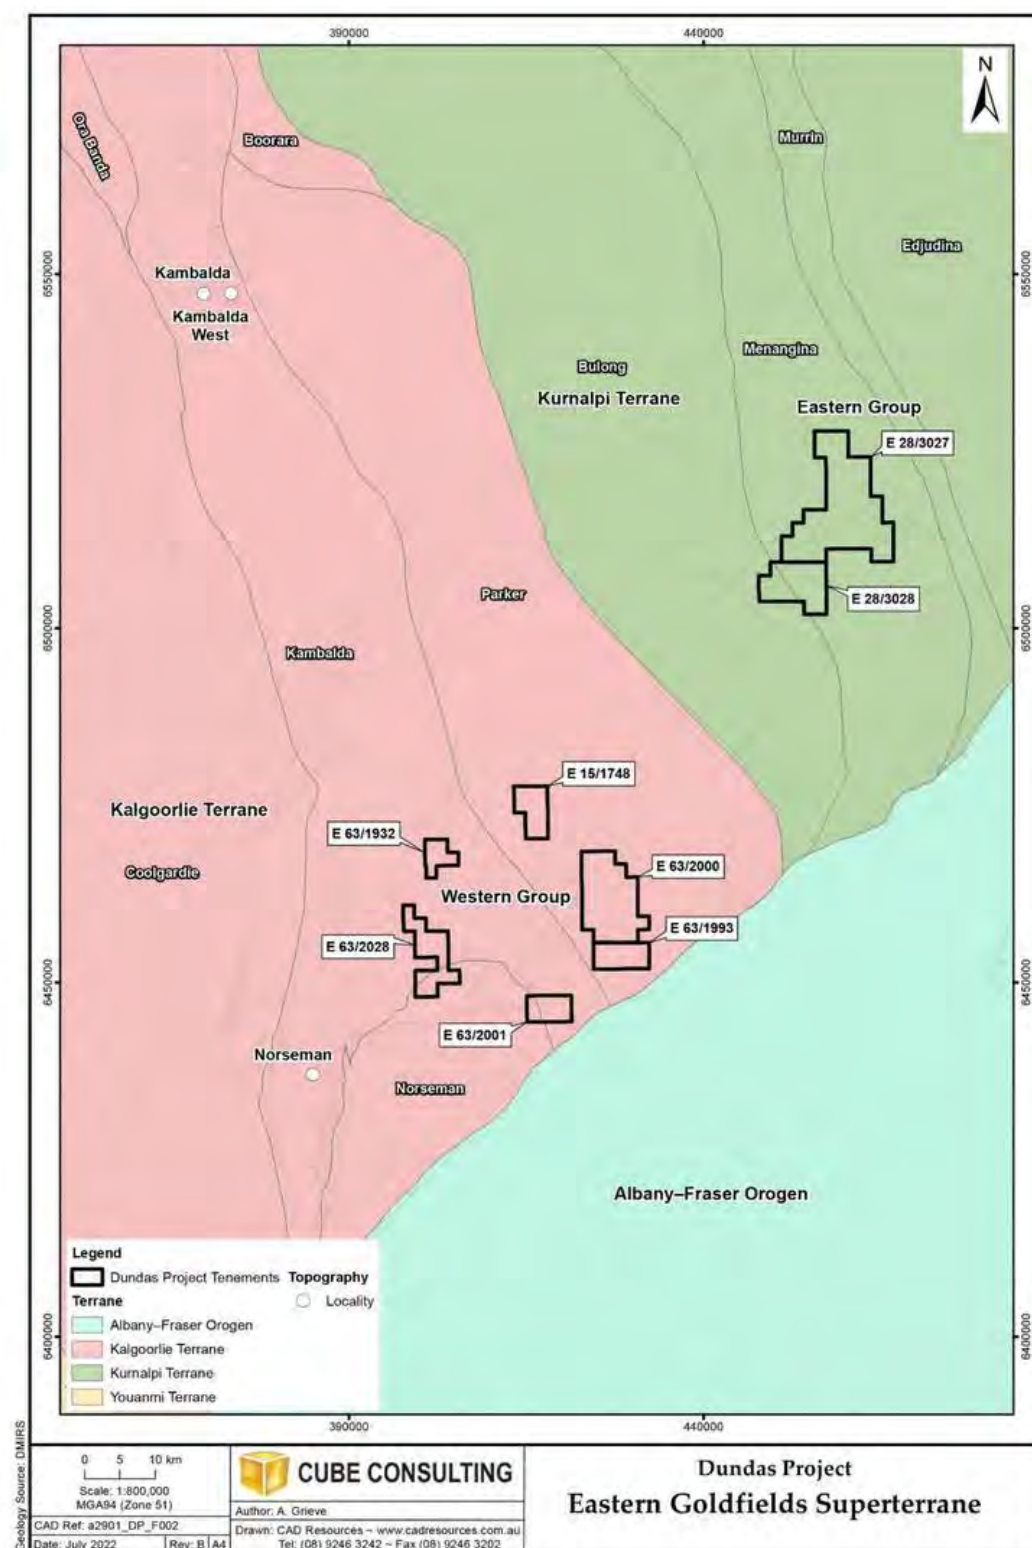 390000
440000
N
Ora Banda
Boorara
Murrin
Edjudina
6550000
6550000
Kambalda
Kambalda
West
Menangina
Bulong
Kurnalpi Terrane
Eastern Group
E 28/3027
E 28/3028
Parker
6500000
6500000
Kambalda
E 15/1748
Kalgoorlie Terrane
E 63/1932
Coolgardie
E 63/2000
Western Group
E 63/1993
E 63/2028
6450000
6450000
E 63/2001
Norseman
Norseman
Albany–Fraser Orogen
Legend
Dundas Project Tenements
Topography
Terrane
Locality
Albany–Fraser Orogen
Kalgoorlie Terrane
Kurnalpi Terrane
Youanmi Terrane
6400000
6400000
390000
440000
Geology Source: DMIRS
0 5 10 km
Scale: 1:800,000
MGA94 (Zone 51)
CAD Ref: a2901_DP_F002
Date: July 2022
Rev: B
A4
CUBE CONSULTING
Author: A. Grieve
Drawn: CAD Resources ~ www.cadresources.com.au
Tel: (08) 9246 3242 ~ Fax (08) 9246 3202
Dundas Project
Eastern Goldfields Superterrane